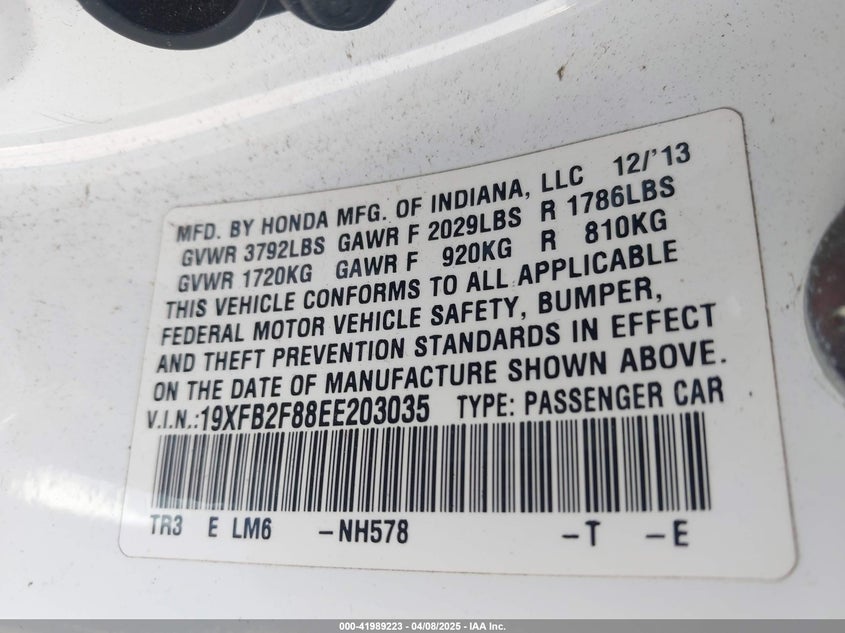 MFD. BY HONDA MFG. OF INDIANA, LLC 12/'13
GVWR 3792LBS GAWR F 2029LBS R 1786LBS
GVWR 1720KG GAWR F 920KG R 810KG
THIS VEHICLE CONFORMS TO ALL APPLICABLE
FEDERAL MOTOR VEHICLE SAFETY, BUMPER,
AND THEFT PREVENTION STANDARDS IN EFFECT
ON THE DATE OF MANUFACTURE SHOWN ABOVE.
V.I.N.:19XFB2F88EE203035 TYPE: PASSENGER CAR
TR3 E LM6 -NH578 -T -E
000-41989223 - 04/08/2025 - IAA Inc.